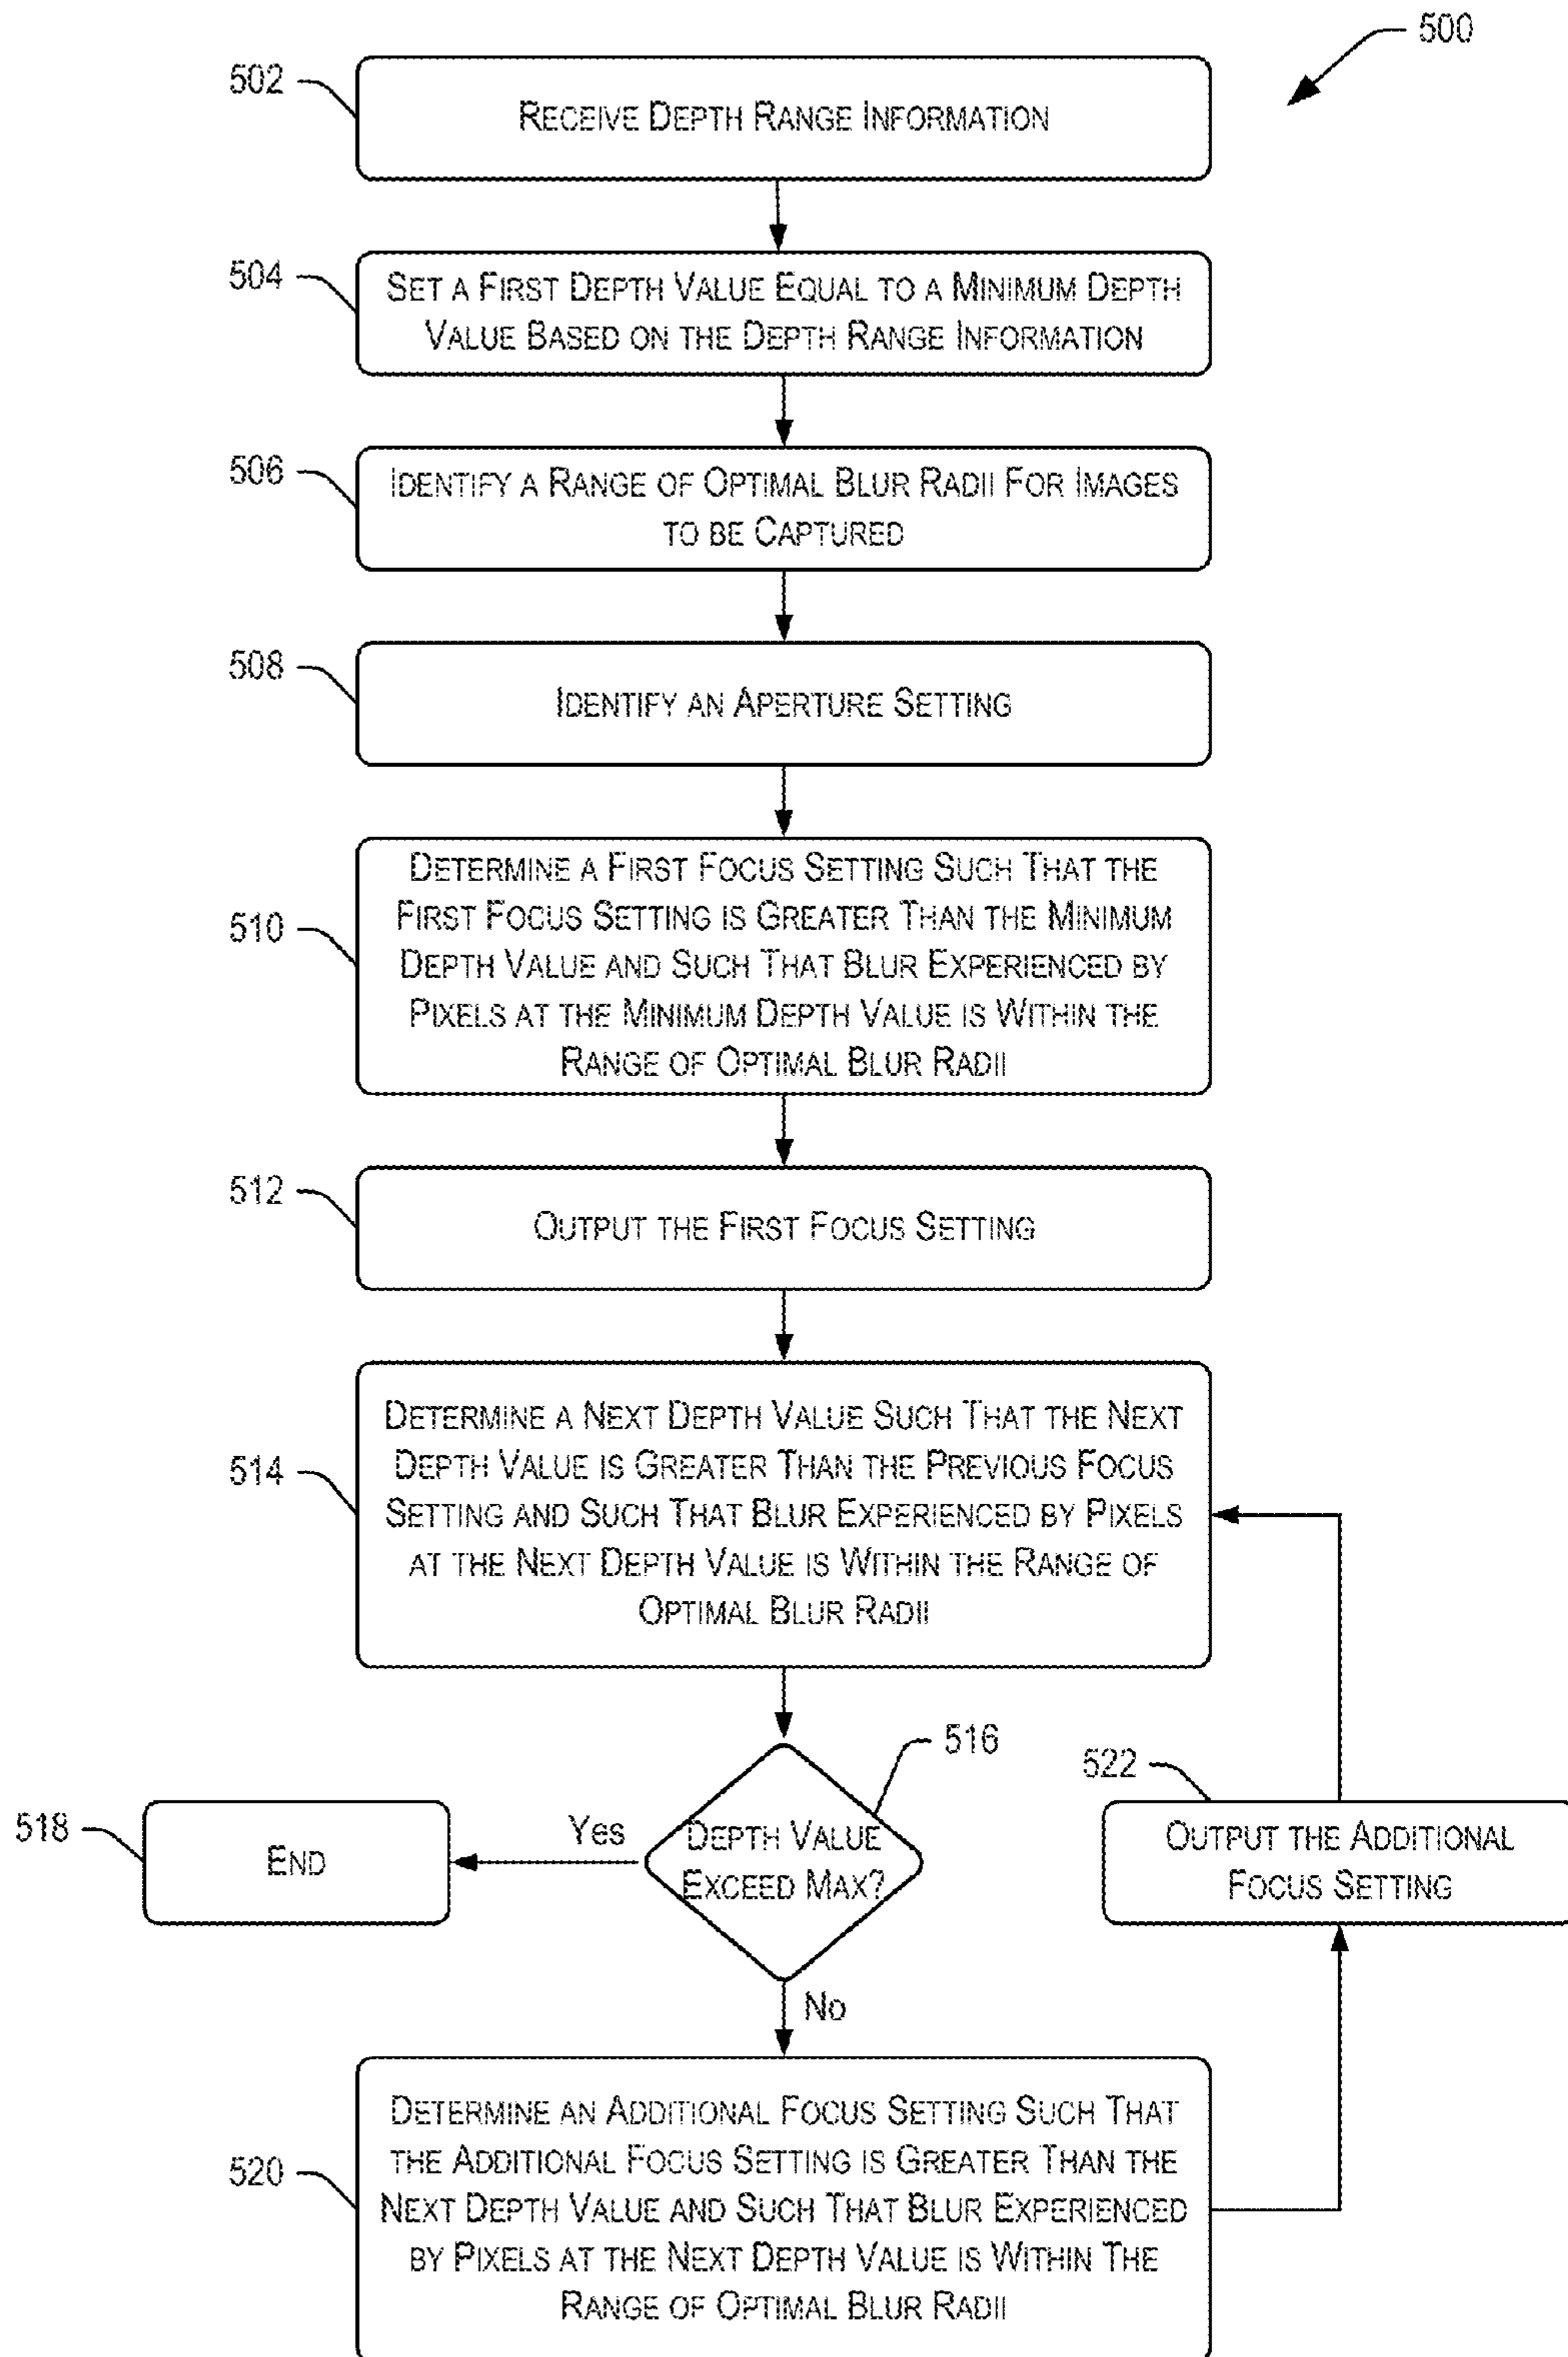 500
502
RECEIVE DEPTH RANGE INFORMATION
504
SET A FIRST DEPTH VALUE EQUAL TO A MINIMUM DEPTH
VALUE BASED ON THE DEPTH RANGE INFORMATION
506
IDENTIFY A RANGE OF OPTIMAL BLUR RADII FOR IMAGES
TO BE CAPTURED
508
IDENTIFY AN APERTURE SETTING
510
DETERMINE A FIRST FOCUS SETTING SUCH THAT THE
FIRST FOCUS SETTING IS GREATER THAN THE MINIMUM
DEPTH VALUE AND SUCH THAT BLUR EXPERIENCED BY
PIXELS AT THE MINIMUM DEPTH VALUE IS WITHIN THE
RANGE OF OPTIMAL BLUR RADII
512
OUTPUT THE FIRST FOCUS SETTING
514
DETERMINE A NEXT DEPTH VALUE SUCH THAT THE NEXT
DEPTH VALUE IS GREATER THAN THE PREVIOUS FOCUS
SETTING AND SUCH THAT BLUR EXPERIENCED BY PIXELS
AT THE NEXT DEPTH VALUE IS WITHIN THE RANGE OF
OPTIMAL BLUR RADII
516
DEPTH VALUE
EXCEED MAX?
Yes
518
END
No
520
DETERMINE AN ADDITIONAL FOCUS SETTING SUCH THAT
THE ADDITIONAL FOCUS SETTING IS GREATER THAN THE
NEXT DEPTH VALUE AND SUCH THAT BLUR EXPERIENCED
BY PIXELS AT THE NEXT DEPTH VALUE IS WITHIN THE
RANGE OF OPTIMAL BLUR RADII
522
OUTPUT THE ADDITIONAL
FOCUS SETTING